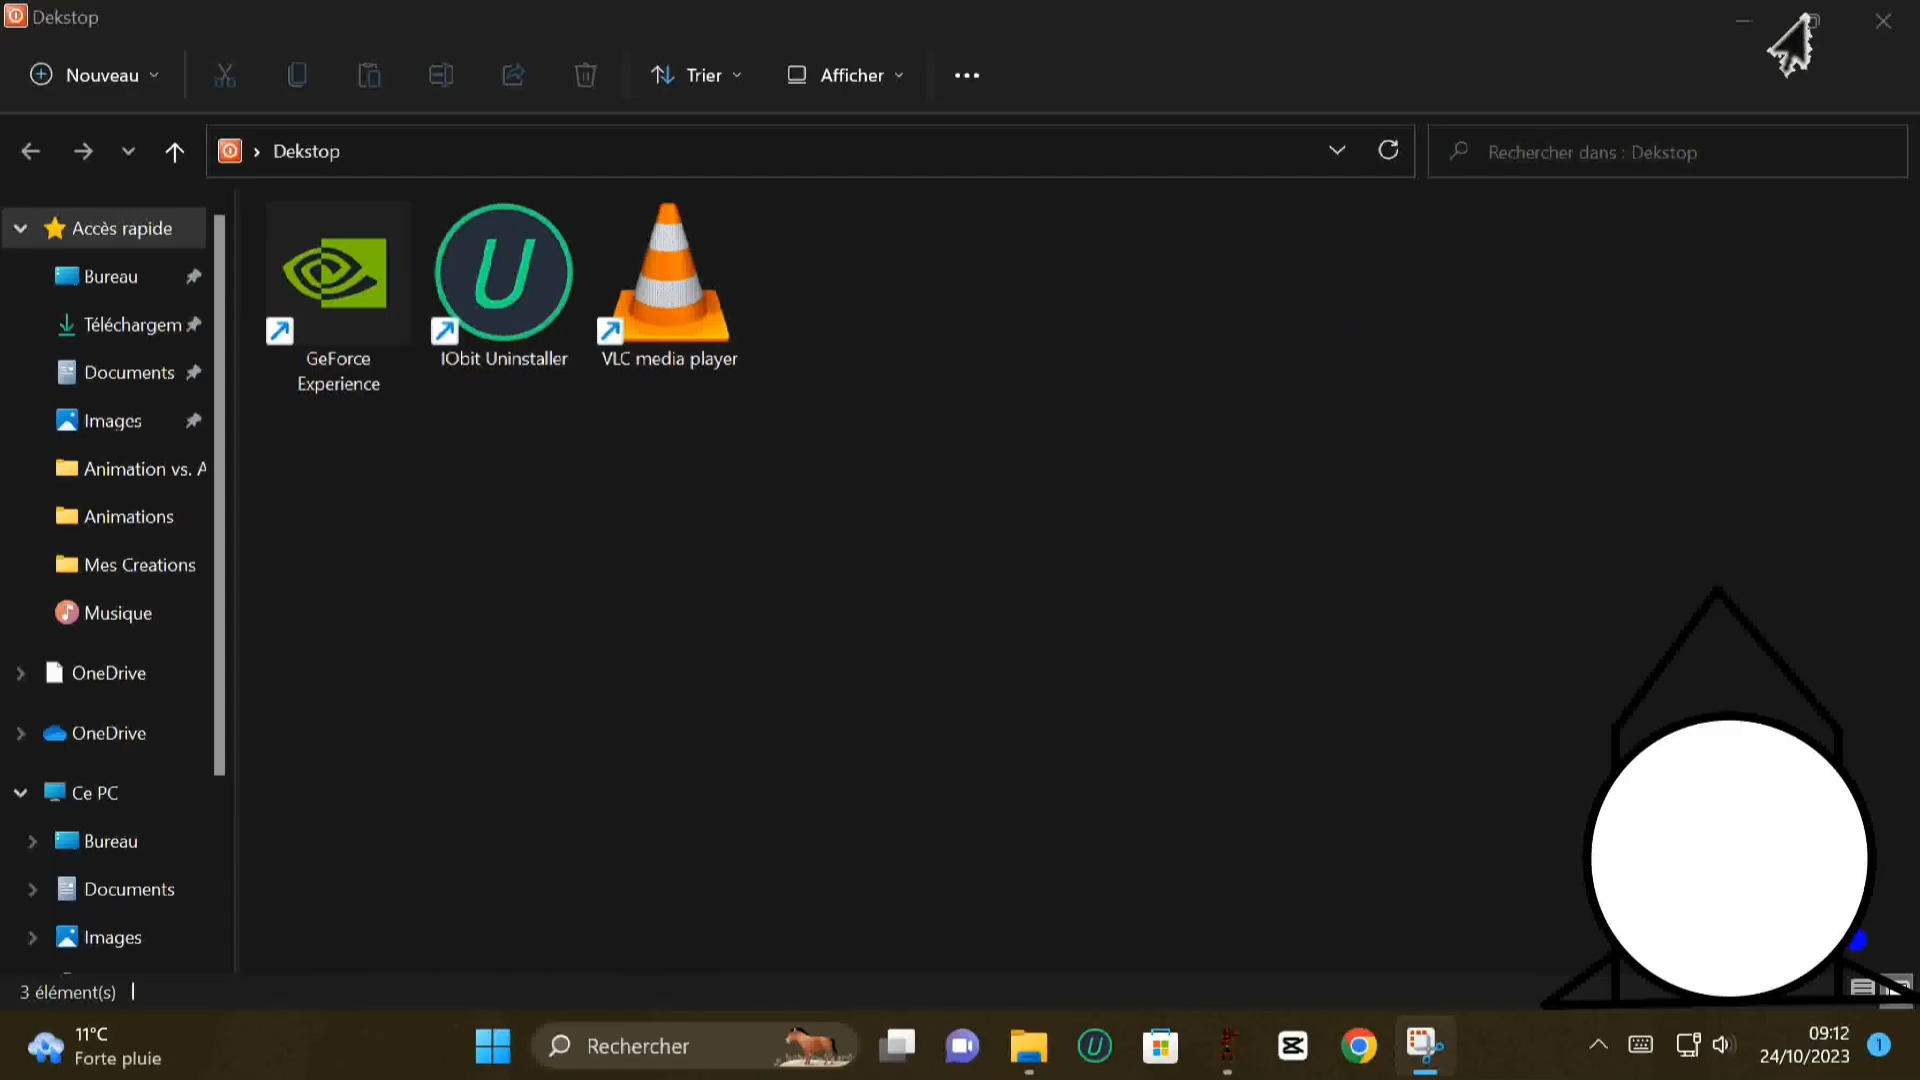 Dekstop
Nouveau
Trier
Afficher
Dekstop
Rechercher dans : Dekstop
Accès rapide
Bureau
Téléchargem
Documents
Images
Animation vs. A
Animations
Mes Creations
Musique
OneDrive
OneDrive
Ce PC
Bureau
Documents
Images
GeForce
Experience
IObit Uninstaller
VLC media player
3 élément(s)
11°C
Forte pluie
Rechercher
09:12
24/10/2023
1